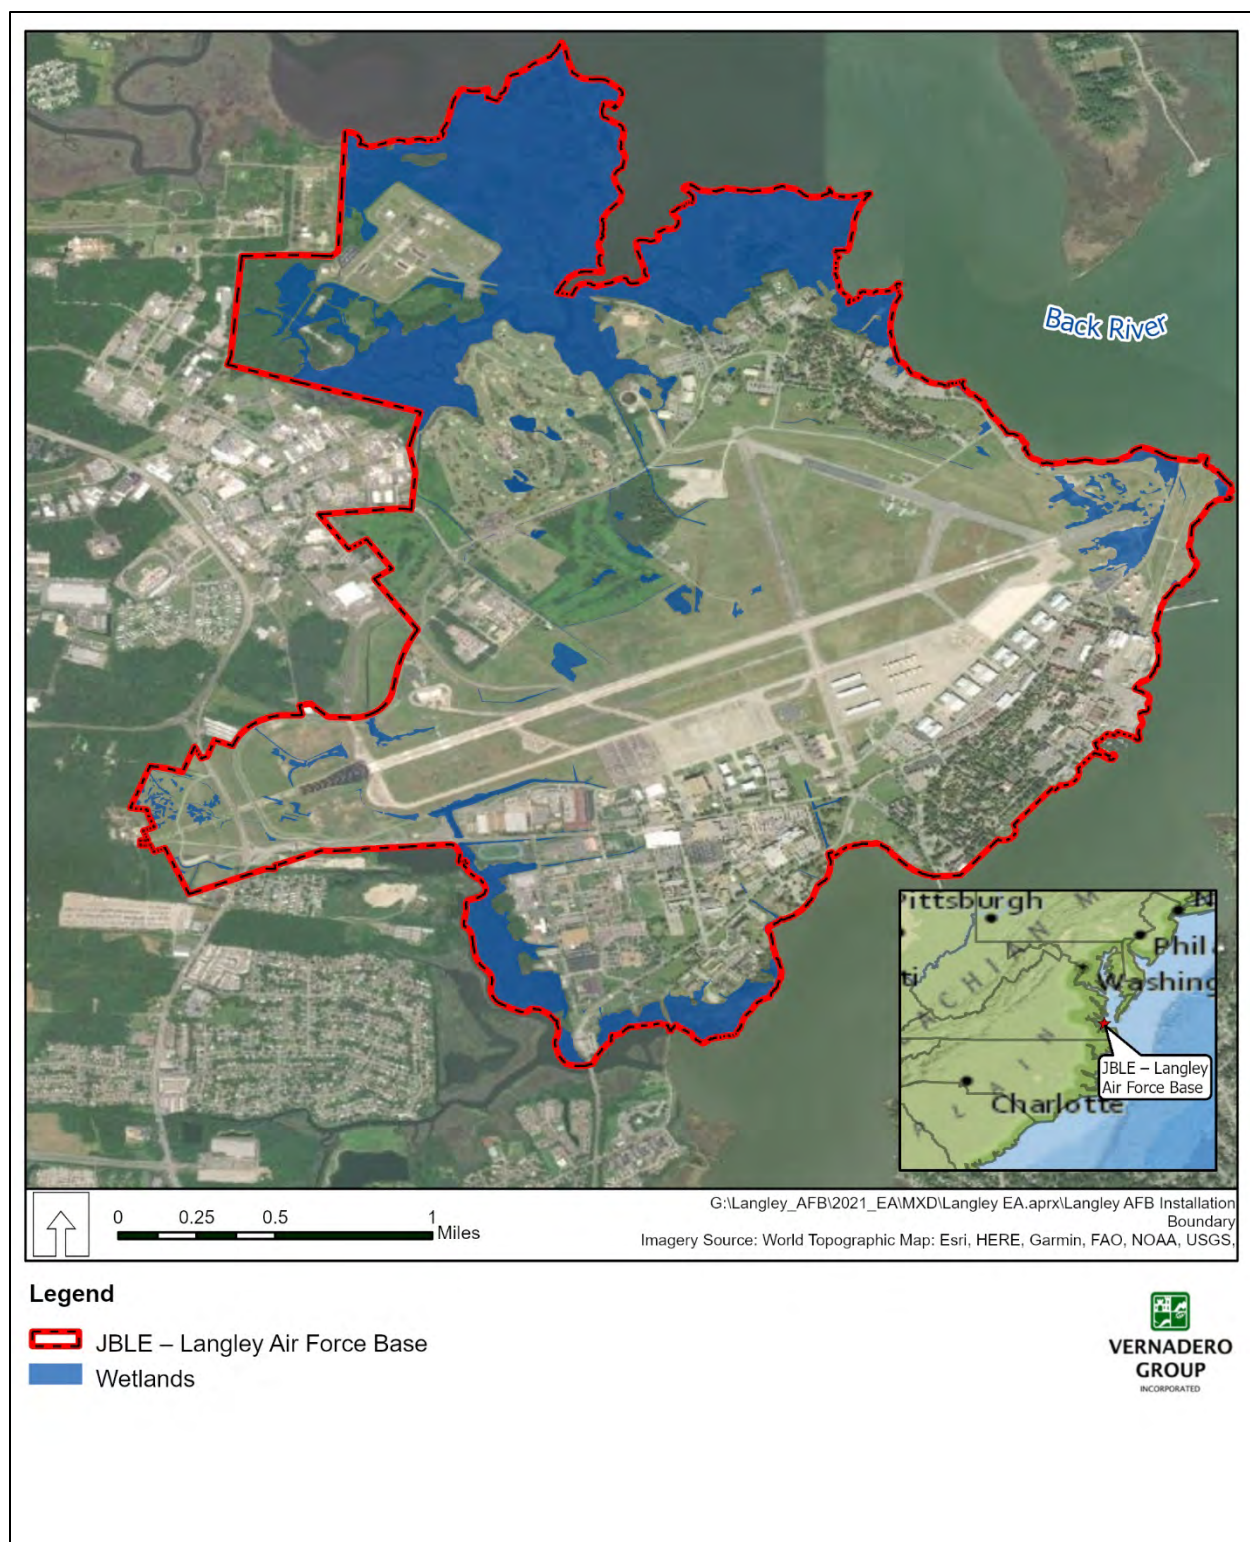 Back River
Pittsburgh
N
Phil
Washing
ti
CHIAN M
A
A I N
A L
JBLE – Langley
Air Force Base
Charlotte
0 0.25 0.5 1
Miles
G:\Langley_AFB\2021_EA\MXD\Langley EA.aprx\Langley AFB Installation
Boundary
Imagery Source: World Topographic Map: Esri, HERE, Garmin, FAO, NOAA, USGS,
Legend
JBLE – Langley Air Force Base
Wetlands
VERNADERO
GROUP
INCORPORATED